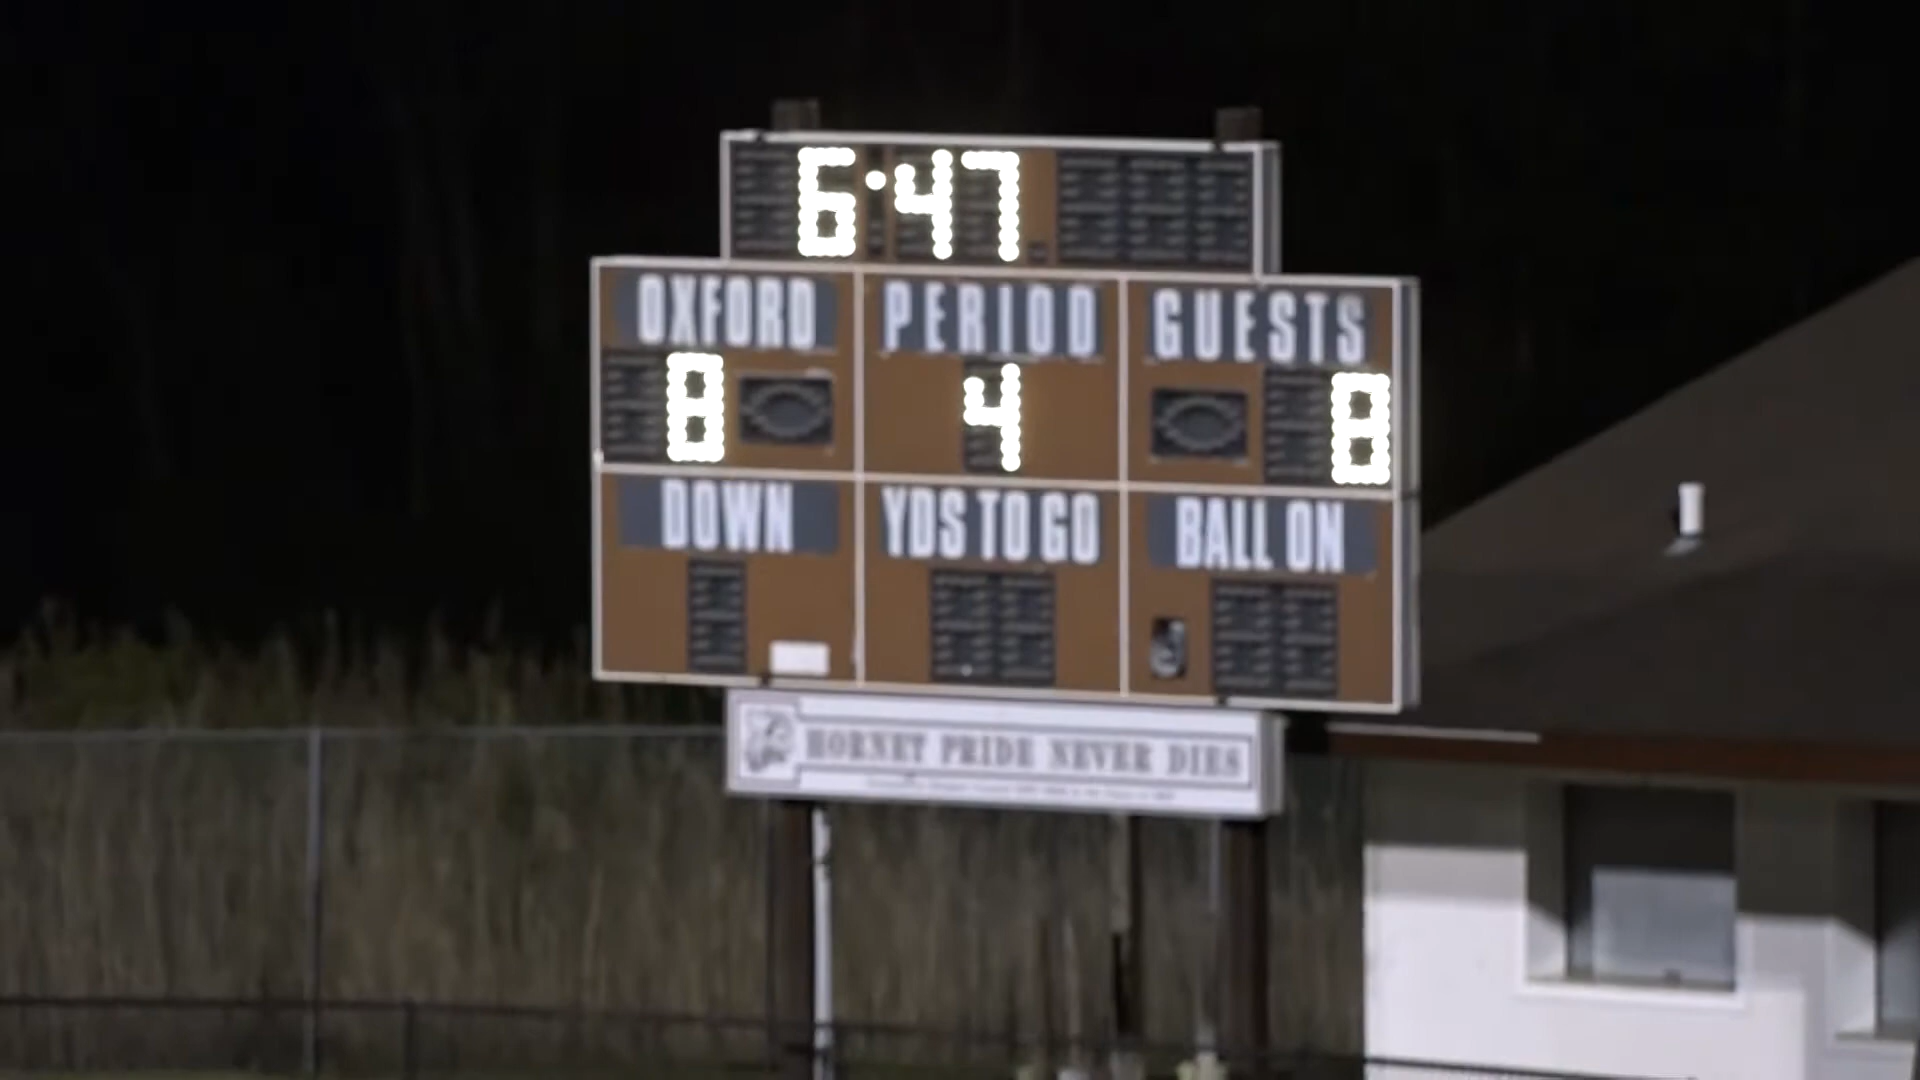 6:47
OXFORD PERIOD GUESTS
8 4 8
DOWN YDS TO GO BALL ON
HORNET PRIDE NEVER DIES